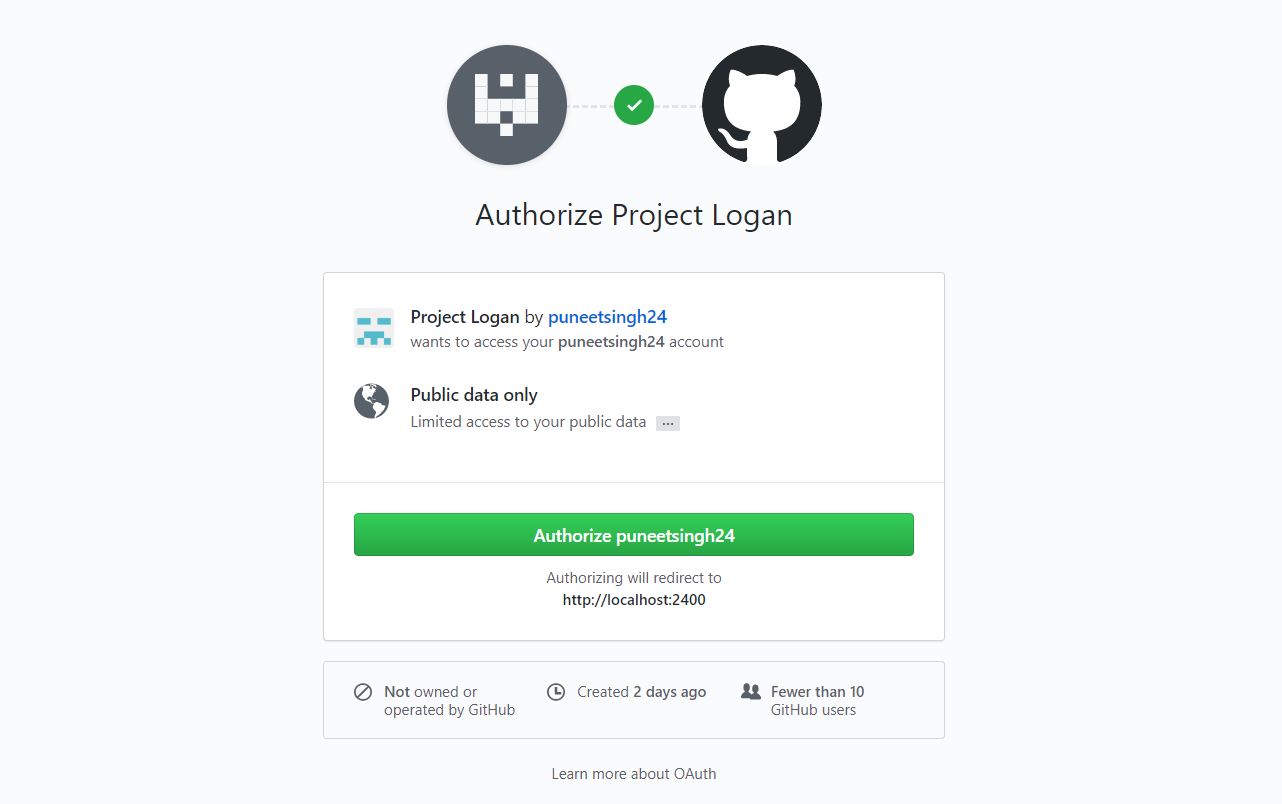 Authorize Project Logan
Project Logan by puneetsingh24
wants to access your puneetsingh24 account
Public data only
Limited access to your public data ...
Authorize puneetsingh24
Authorizing will redirect to
http://localhost:2400
Not owned or
operated by GitHub
Created 2 days ago
Fewer than 10
GitHub users
Learn more about OAuth